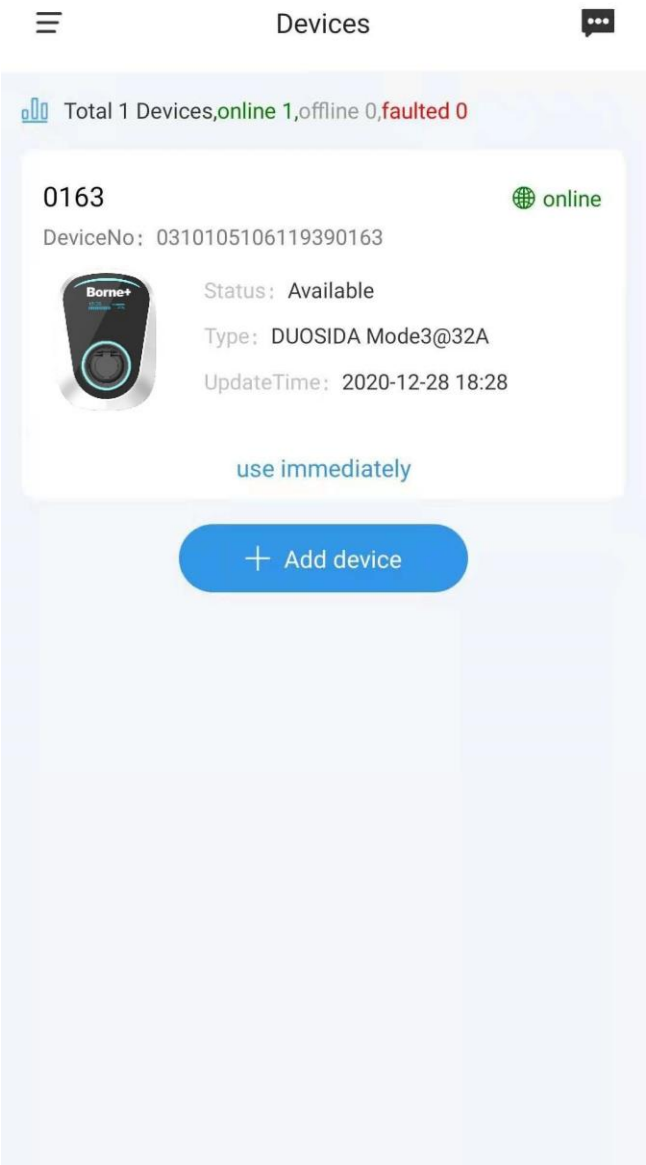 Devices
Total 1 Devices,online 1,offline 0,faulted 0
0163
online
DeviceNo: 0310105106119390163
Borne+
Status: Available
Type: DUOSIDA Mode3@32A
UpdateTime: 2020-12-28 18:28
use immediately
+ Add device